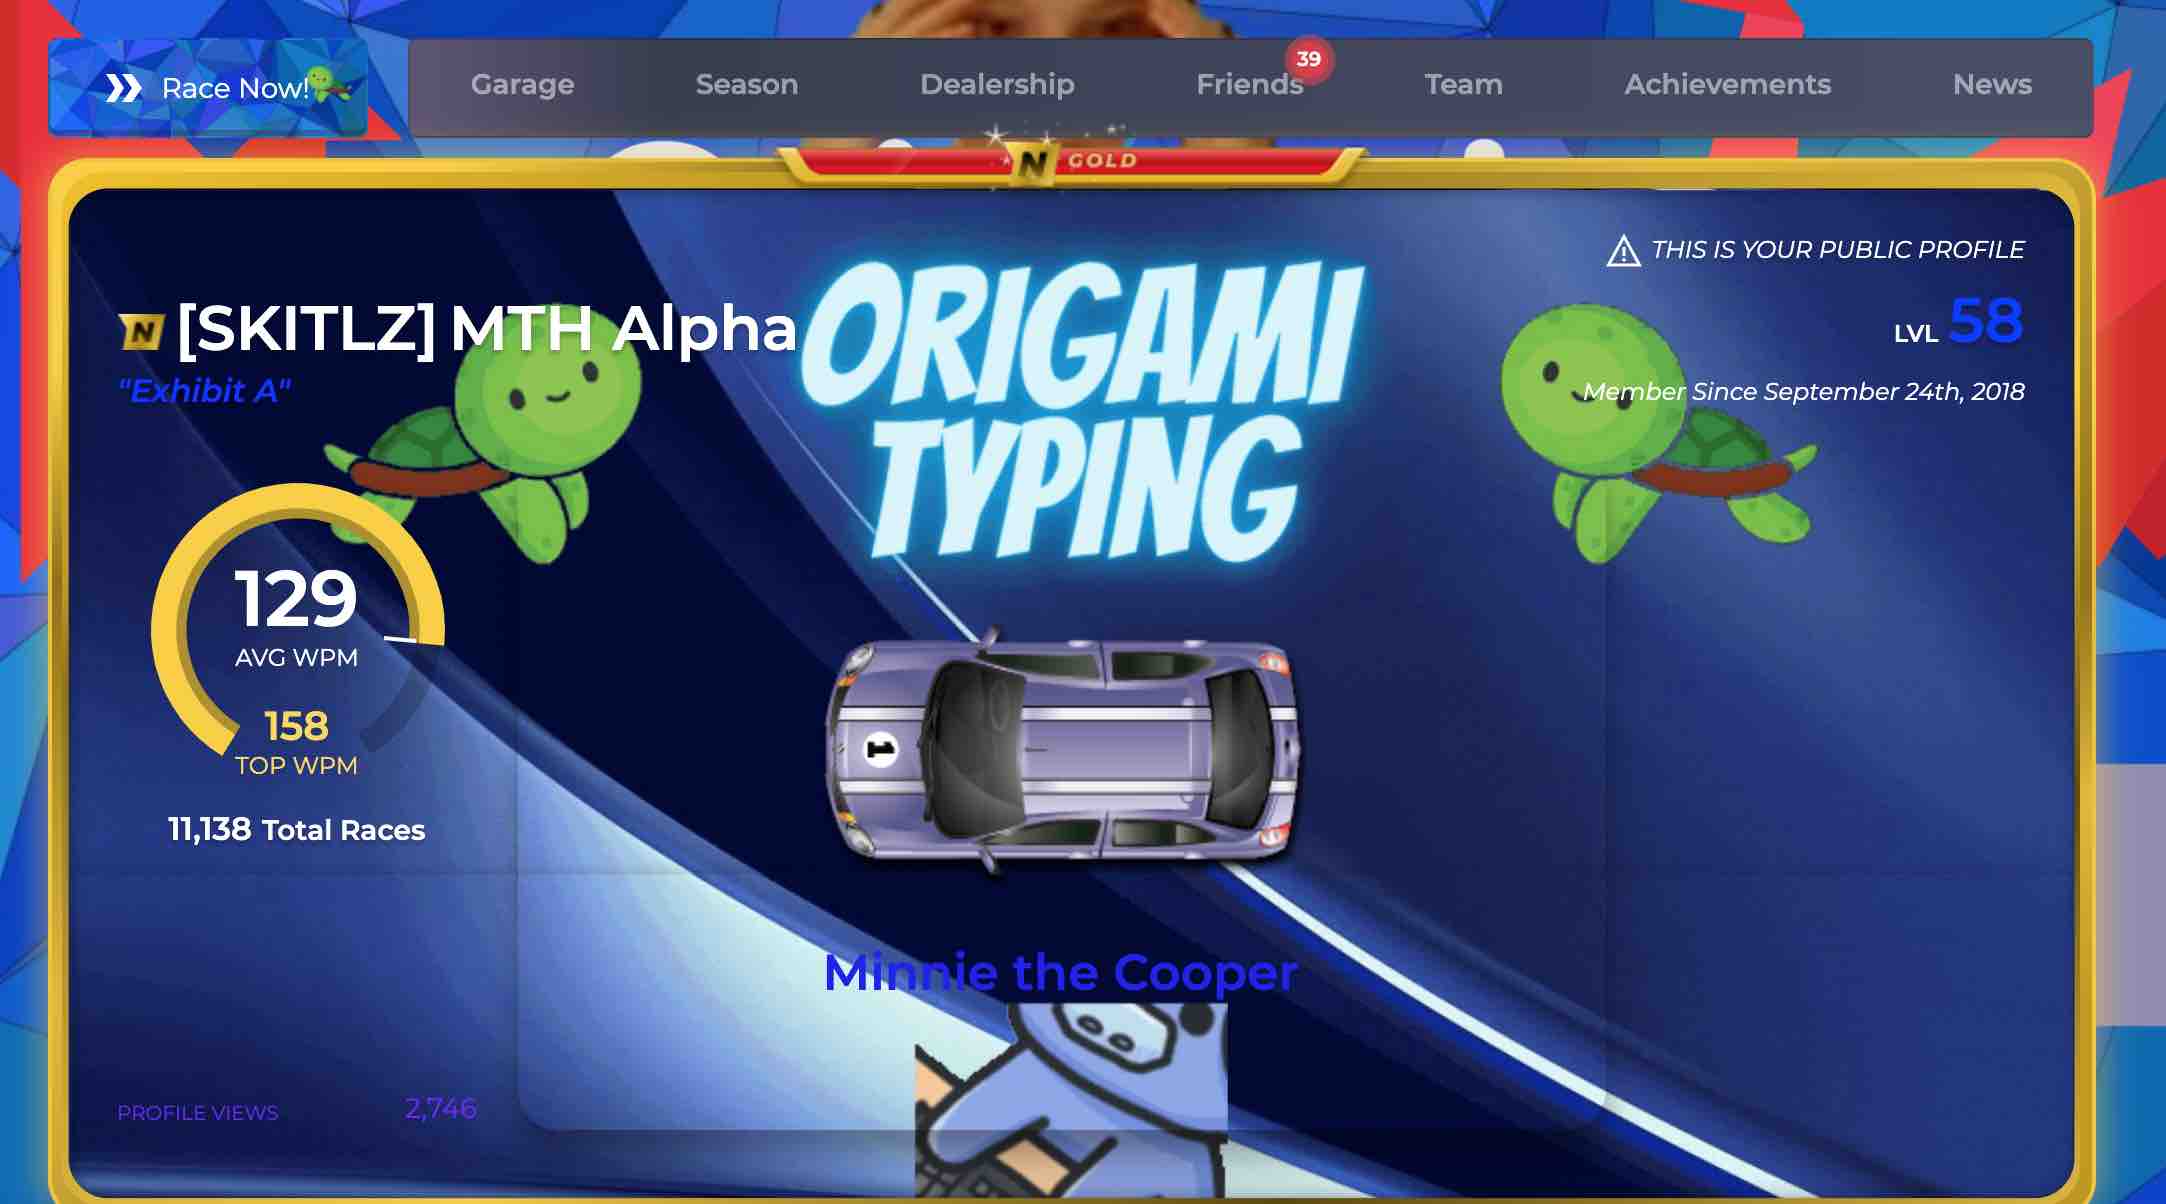 Race Now!
Garage
Season
Dealership
Friends
39
Team
Achievements
News
N GOLD
THIS IS YOUR PUBLIC PROFILE
N [SKITLZ] MTH Alpha
"Exhibit A"
ORIGAMI
TYPING
LVL 58
Member Since September 24th, 2018
129
AVG WPM
158
TOP WPM
11,138 Total Races
1
Minnie the Cooper
PROFILE VIEWS 2,746